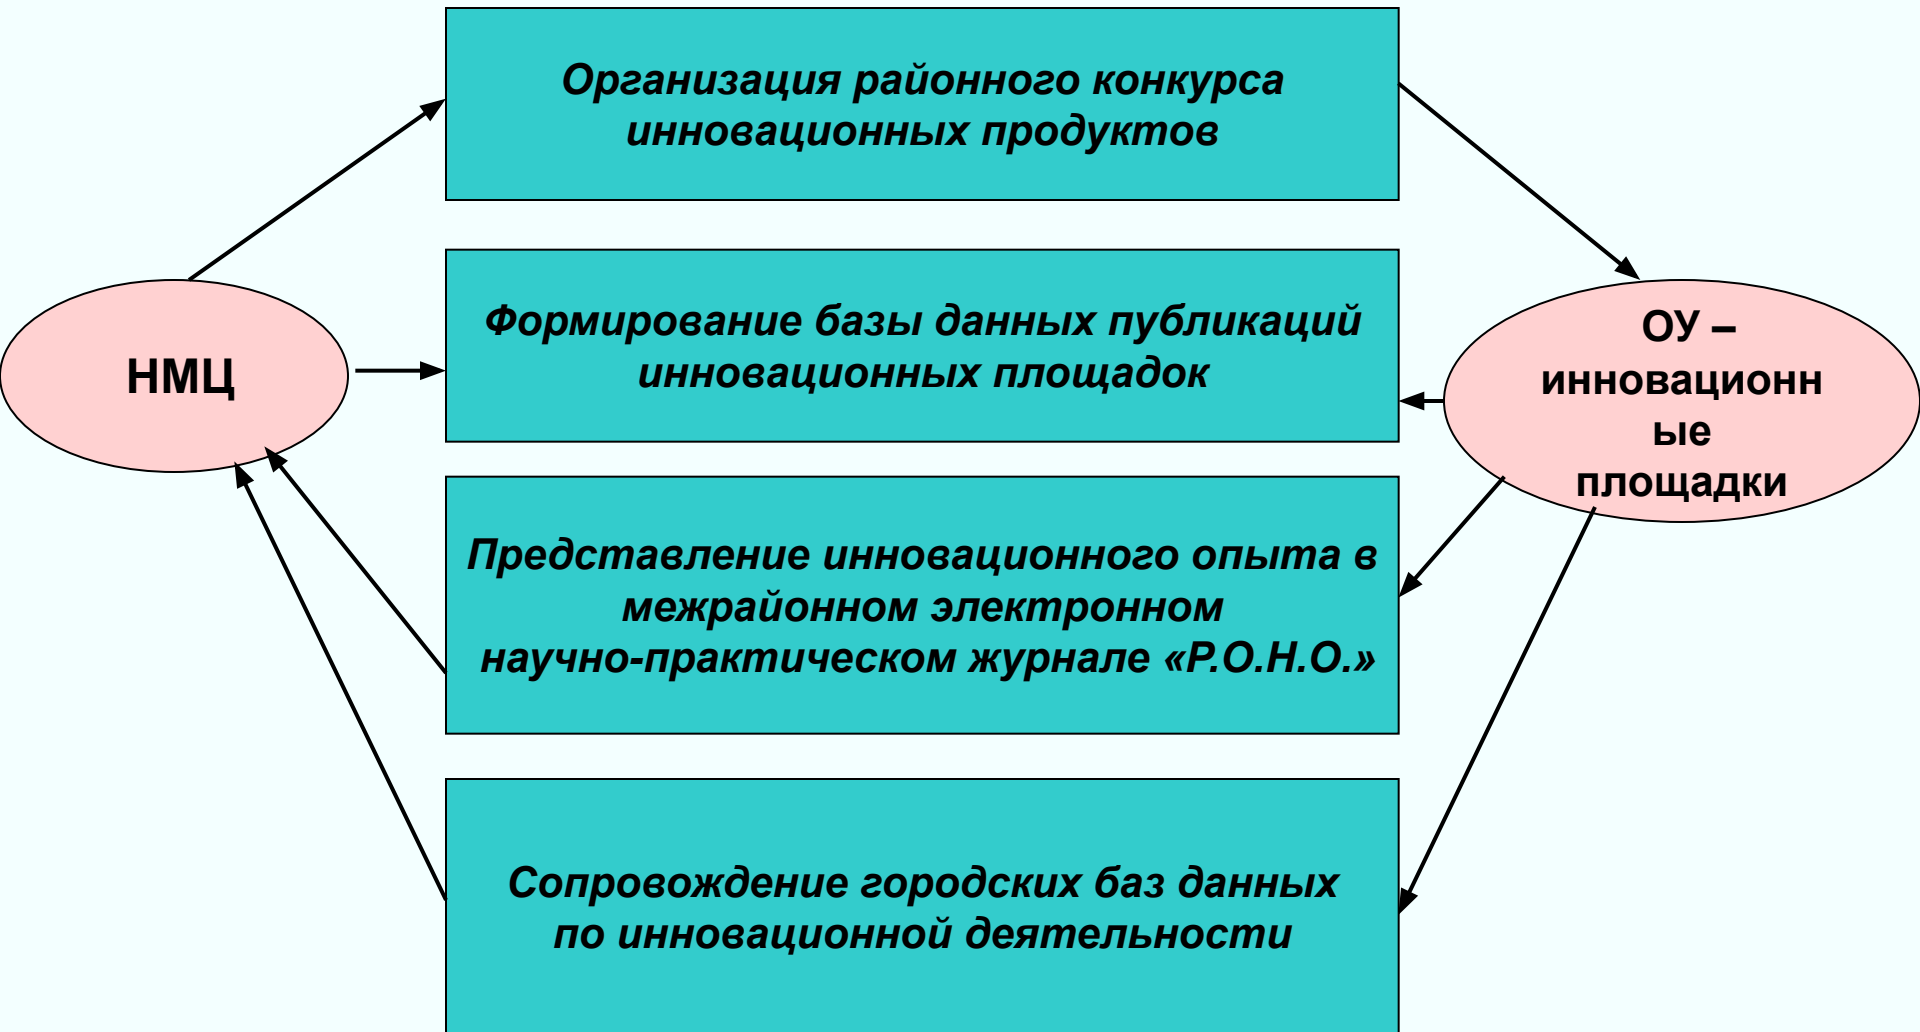 Организация районного конкурса
инновационных продуктов
НМЦ
Формирование базы данных публикаций
инновационных площадок
ОУ –
инновационн
ые
площадки
Представление инновационного опыта в
межрайонном электронном
научно-практическом журнале «Р.О.Н.О.»
Сопровождение городских баз данных
по инновационной деятельности